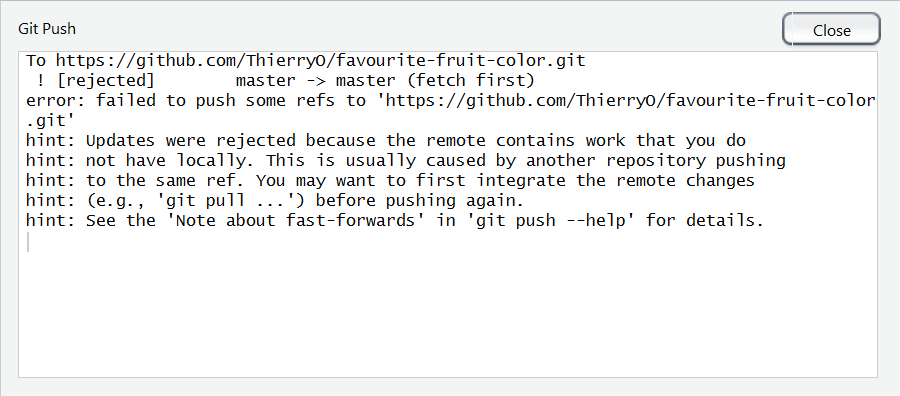 Git Push
Close
To https://github.com/ThierryO/favourite-fruit-color.git
 ! [rejected]        master -> master (fetch first)
error: failed to push some refs to 'https://github.com/ThierryO/favourite-fruit-color
.git'
hint: Updates were rejected because the remote contains work that you do
hint: not have locally. This is usually caused by another repository pushing
hint: to the same ref. You may want to first integrate the remote changes
hint: (e.g., 'git pull ...') before pushing again.
hint: See the 'Note about fast-forwards' in 'git push --help' for details.